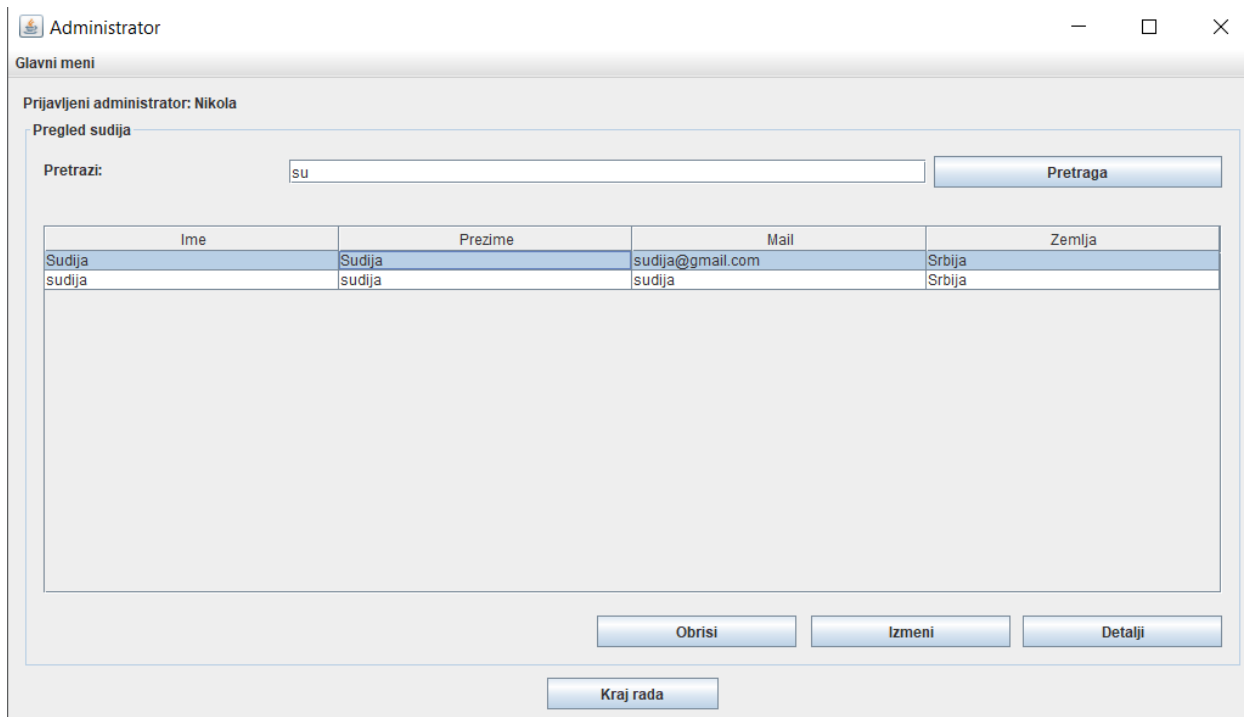 Administrator
Glavni meni
Prijavljeni administrator: Nikola
Pregled sudija
Pretrazi: su Pretraga
Ime Prezime Mail Zemlja
Sudija Sudija sudija@gmail.com Srbija
sudija sudija sudija Srbija
Obrisi Izmeni Detalji
Kraj rada